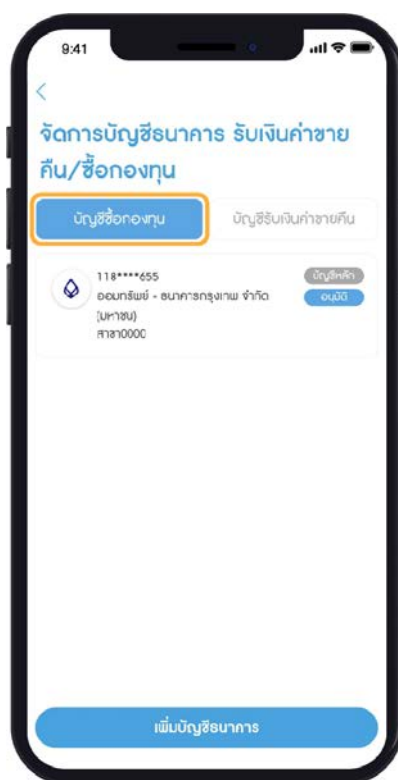 9:41
จัดการบัญชีธนาคาร รับเงินค่าขาย
คืน/ซื้อกองทุน
บัญชีซื้อกองทุน
บัญชีรับเงินค่าขายคืน
118****655
บัญชีหลัก
ออมทรัพย์ - ธนาคารกรุงเทพ จำกัด
อนุมัติ
(มหาชน)
สาขา0000
เพิ่มบัญชีธนาคาร